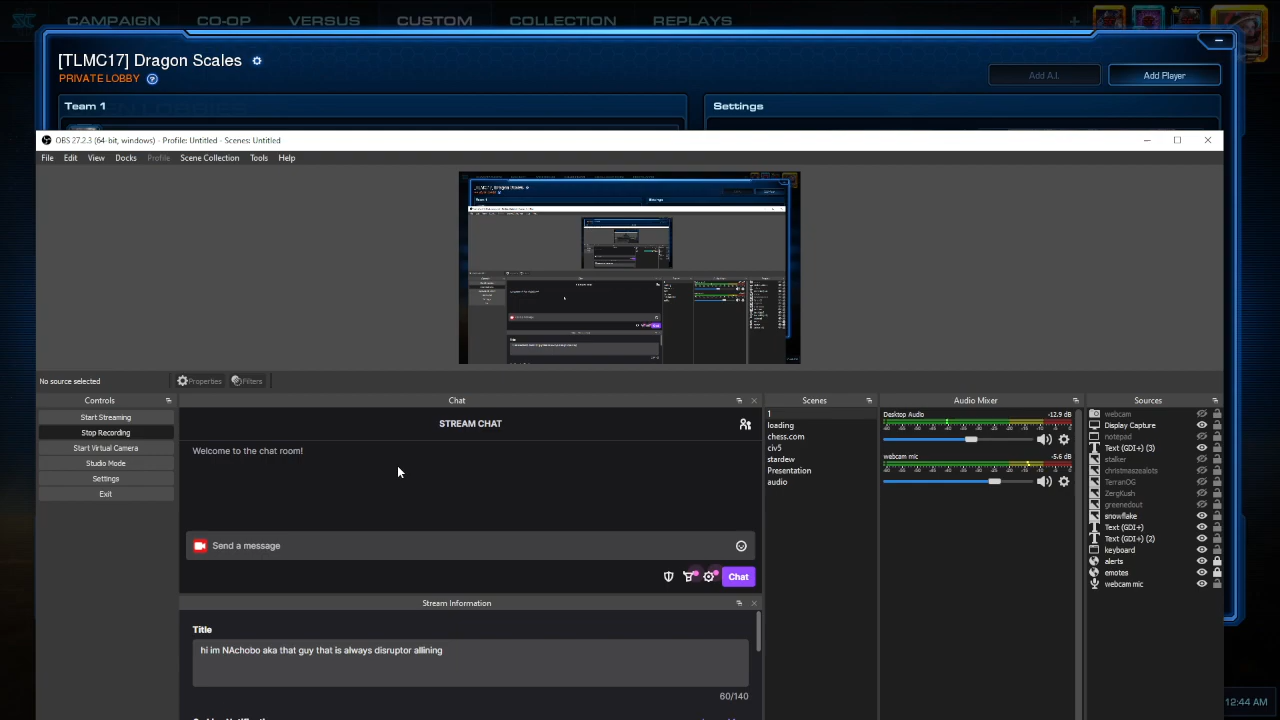 CAMPAIGN CO-OP VERSUS CUSTOM COLLECTION REPLAYS
[TLMC17] Dragon Scales
PRIVATE LOBBY ?
Add A.I. Add Player
Team 1 Settings
OBS 27.2.3 (64-bit, windows) - Profile: Untitled - Scenes: Untitled
File Edit View Docks Profile Scene Collection Tools Help
No source selected Properties Filters
Controls
Start Streaming
Stop Recording
Start Virtual Camera
Studio Mode
Settings
Exit
Chat
STREAM CHAT
Welcome to the chat room!
Send a message
Chat
Stream Information
Title
hi im NAchobo aka that guy that is always disruptor allining
60/140
Scenes
1
loading
chess.com
civ5
stardew
Presentation
audio
Audio Mixer
Desktop Audio -12.9 dB
webcam mic -5.6 dB
Sources
webcam
Display Capture
notepad
Text (GDI+) (3)
stalker
christmaszealots
TerranOG
ZergKush
greenedout
snowflake
Text (GDI+)
Text (GDI+) (2)
keyboard
alerts
emotes
webcam mic
12:44 AM